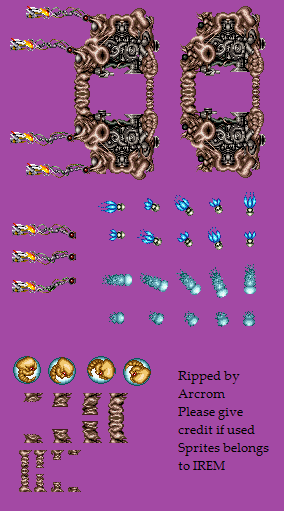 Ripped by
Arcrom
Please give
credit if used
Sprites belongs
to IREM